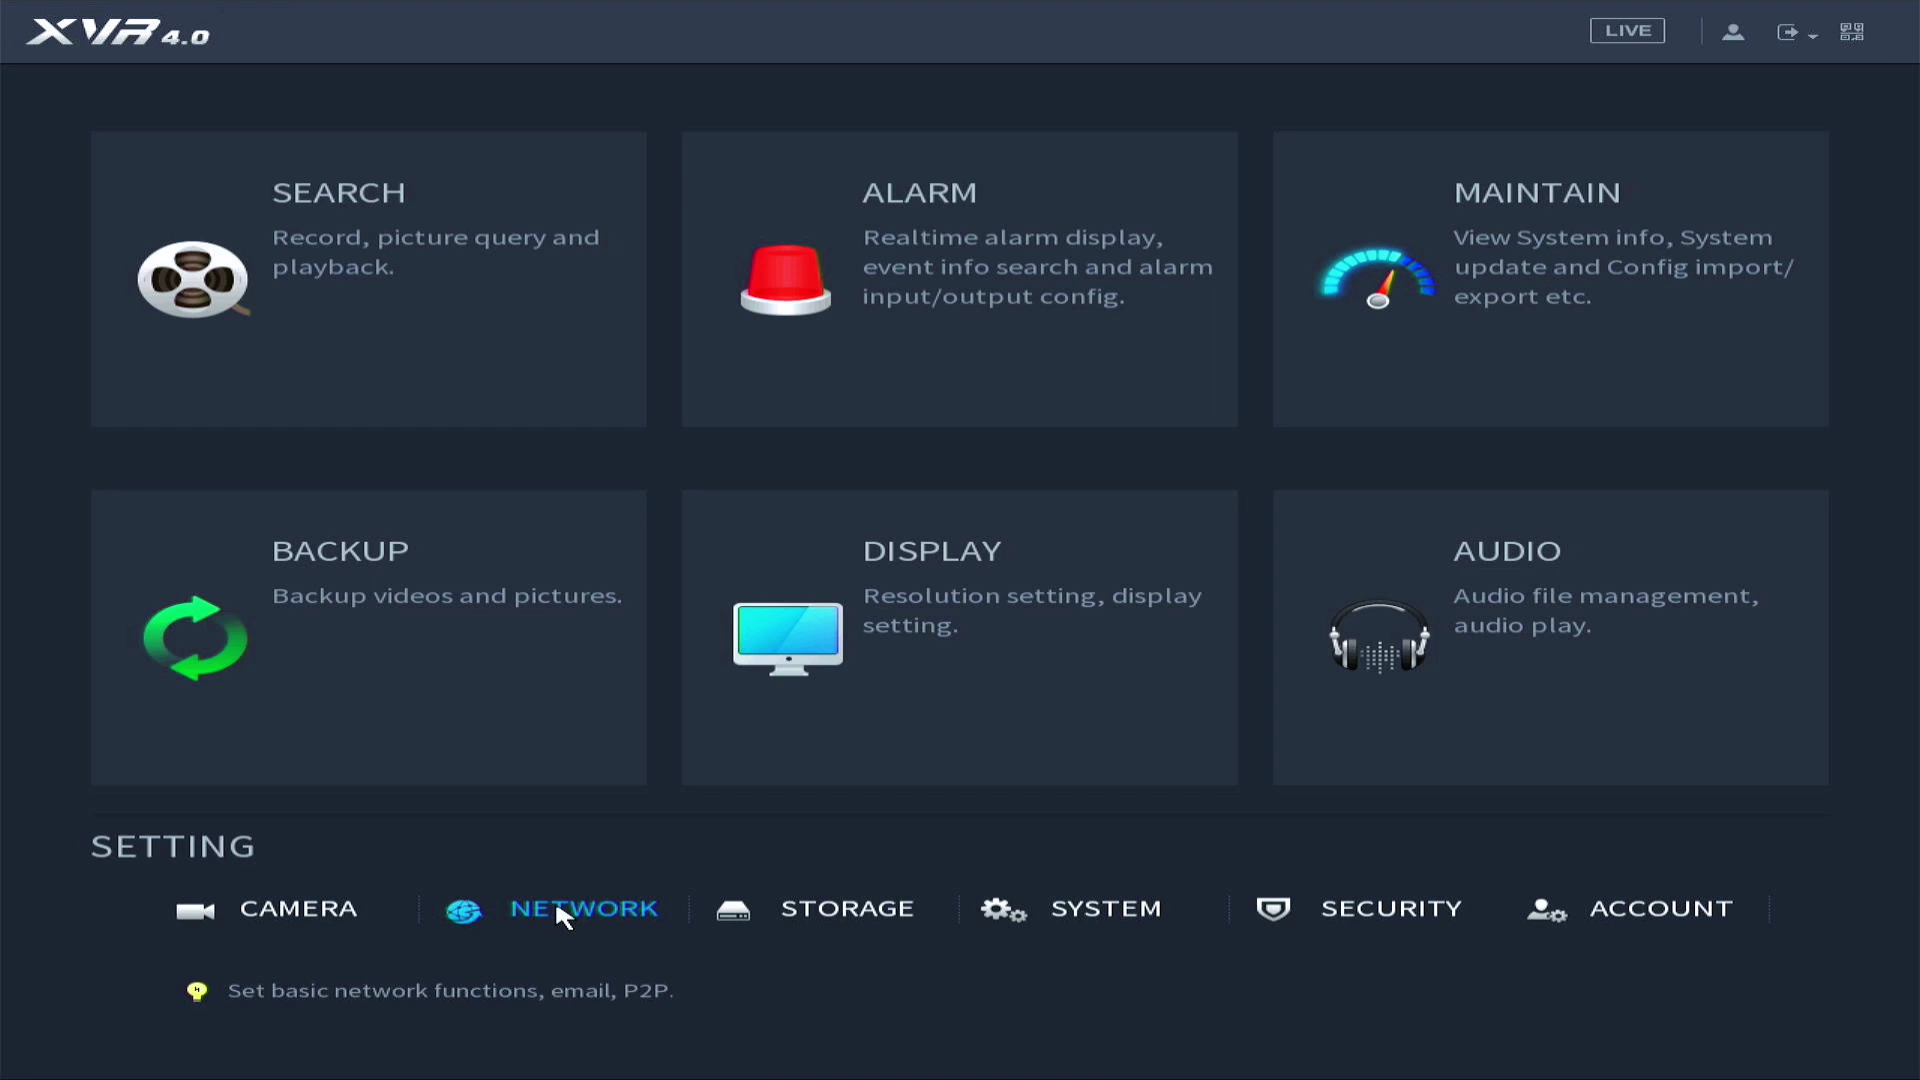 XVR 4.0
LIVE
SEARCH
Record, picture query and
playback.
ALARM
Realtime alarm display,
event info search and alarm
input/output config.
MAINTAIN
View System info, System
update and Config import/
export etc.
BACKUP
Backup videos and pictures.
DISPLAY
Resolution setting, display
setting.
AUDIO
Audio file management,
audio play.
SETTING
CAMERA
NETWORK
STORAGE
SYSTEM
SECURITY
ACCOUNT
Set basic network functions, email, P2P.